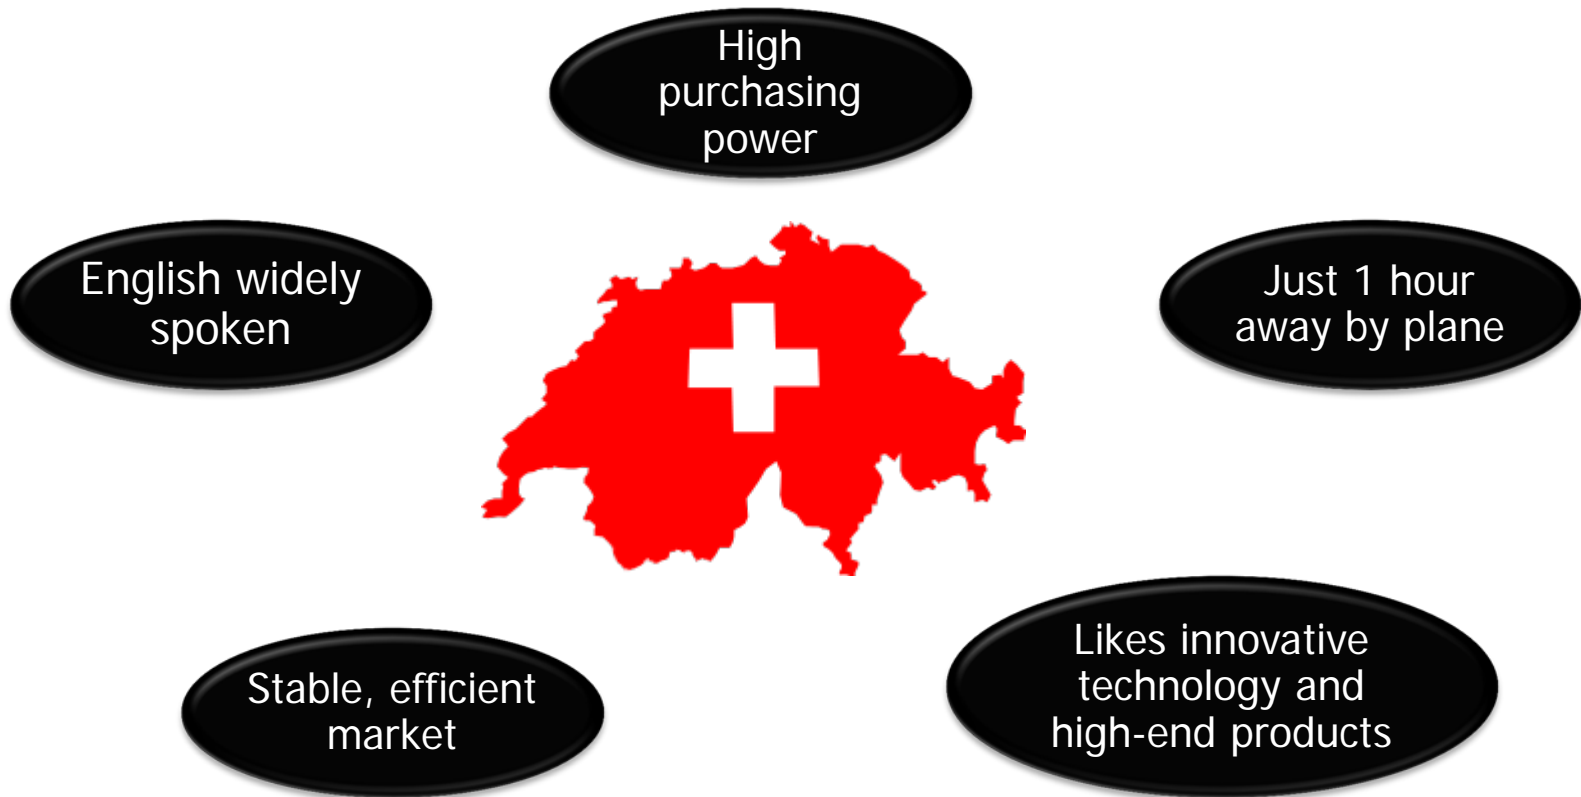 High
purchasing
power
English widely
spoken
Just 1 hour
away by plane
Stable, efficient
market
Likes innovative
technology and
high-end products